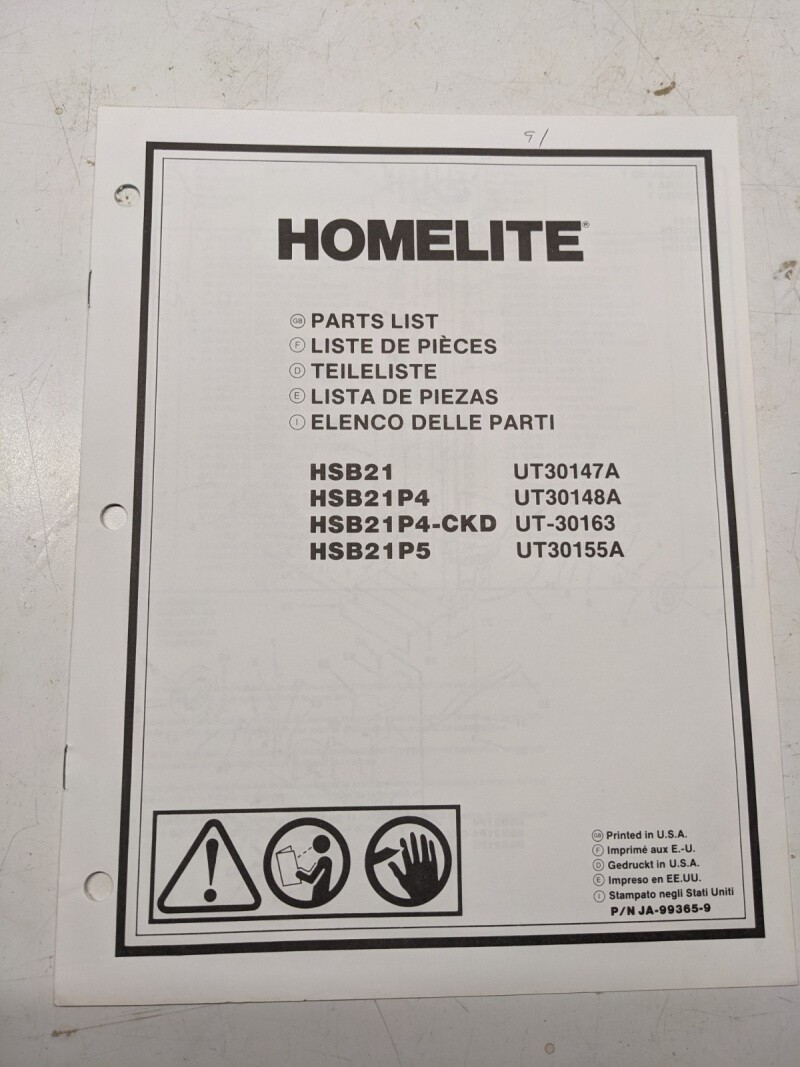 HOMELITE®
GB PARTS LIST
F LISTE DE PIÈCES
D TEILELISTE
E LISTA DE PIEZAS
I ELENCO DELLE PARTI
HSB21 UT30147A
HSB21P4 UT30148A
HSB21P4-CKD UT-30163
HSB21P5 UT30155A
GB Printed in U.S.A.
F Imprimé aux E.-U.
D Gedruckt in U.S.A.
E Impreso en EE.UU.
I Stampato negli Stati Uniti
P/N JA-99365-9